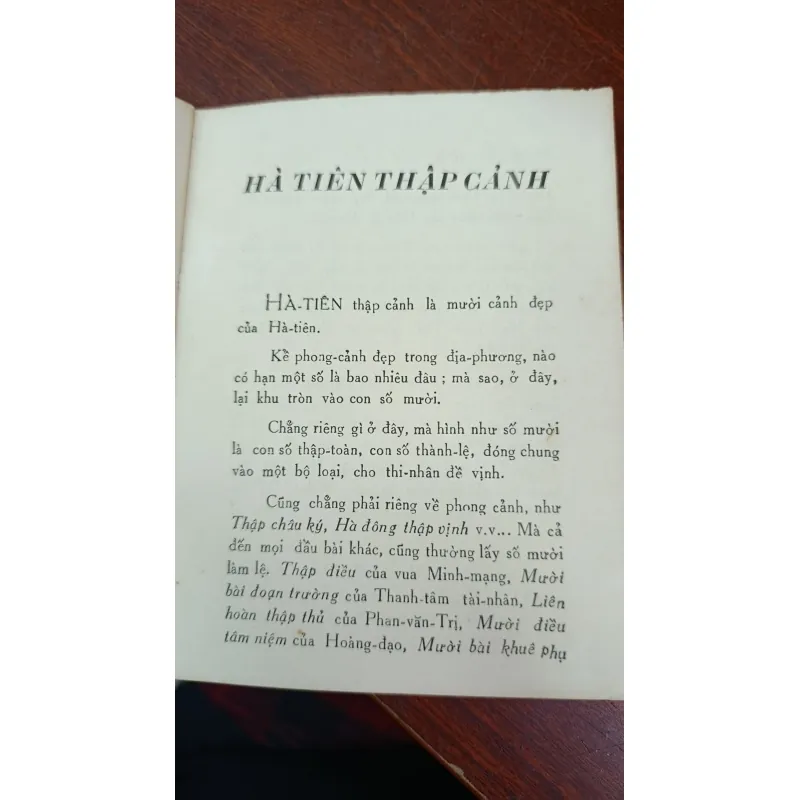 HÀ TIÊN THẬP CẢNH
HÀ-TIÊN thập cảnh là mười cảnh đẹp
của Hà-tiên.
Kể phong-cảnh đẹp trong địa-phương, nào
có hạn một số là bao nhiêu đâu ; mà sao, ở đây,
lại khu tròn vào con số mười.
Chẳng riêng gì ở đây, mà hình như số mười
là con số thập-toàn, con số thành-lệ, đóng chung
vào một bộ loại, cho thi-nhân đề vịnh.
Cũng chẳng phải riêng về phong cảnh, như
Thập châu ký, Hà đông thập vịnh v.v... Mà cả
đến mọi đầu bài khác, cũng thường lấy số mười
làm lệ. Thập điều của vua Minh-mạng, Mười
bài đoạn trường của Thanh-tâm tài-nhân, Liên
hoàn thập thủ của Phan-văn-Trị, Mười điều
tâm niệm của Hoàng-đạo, Mười bài khuê phụ